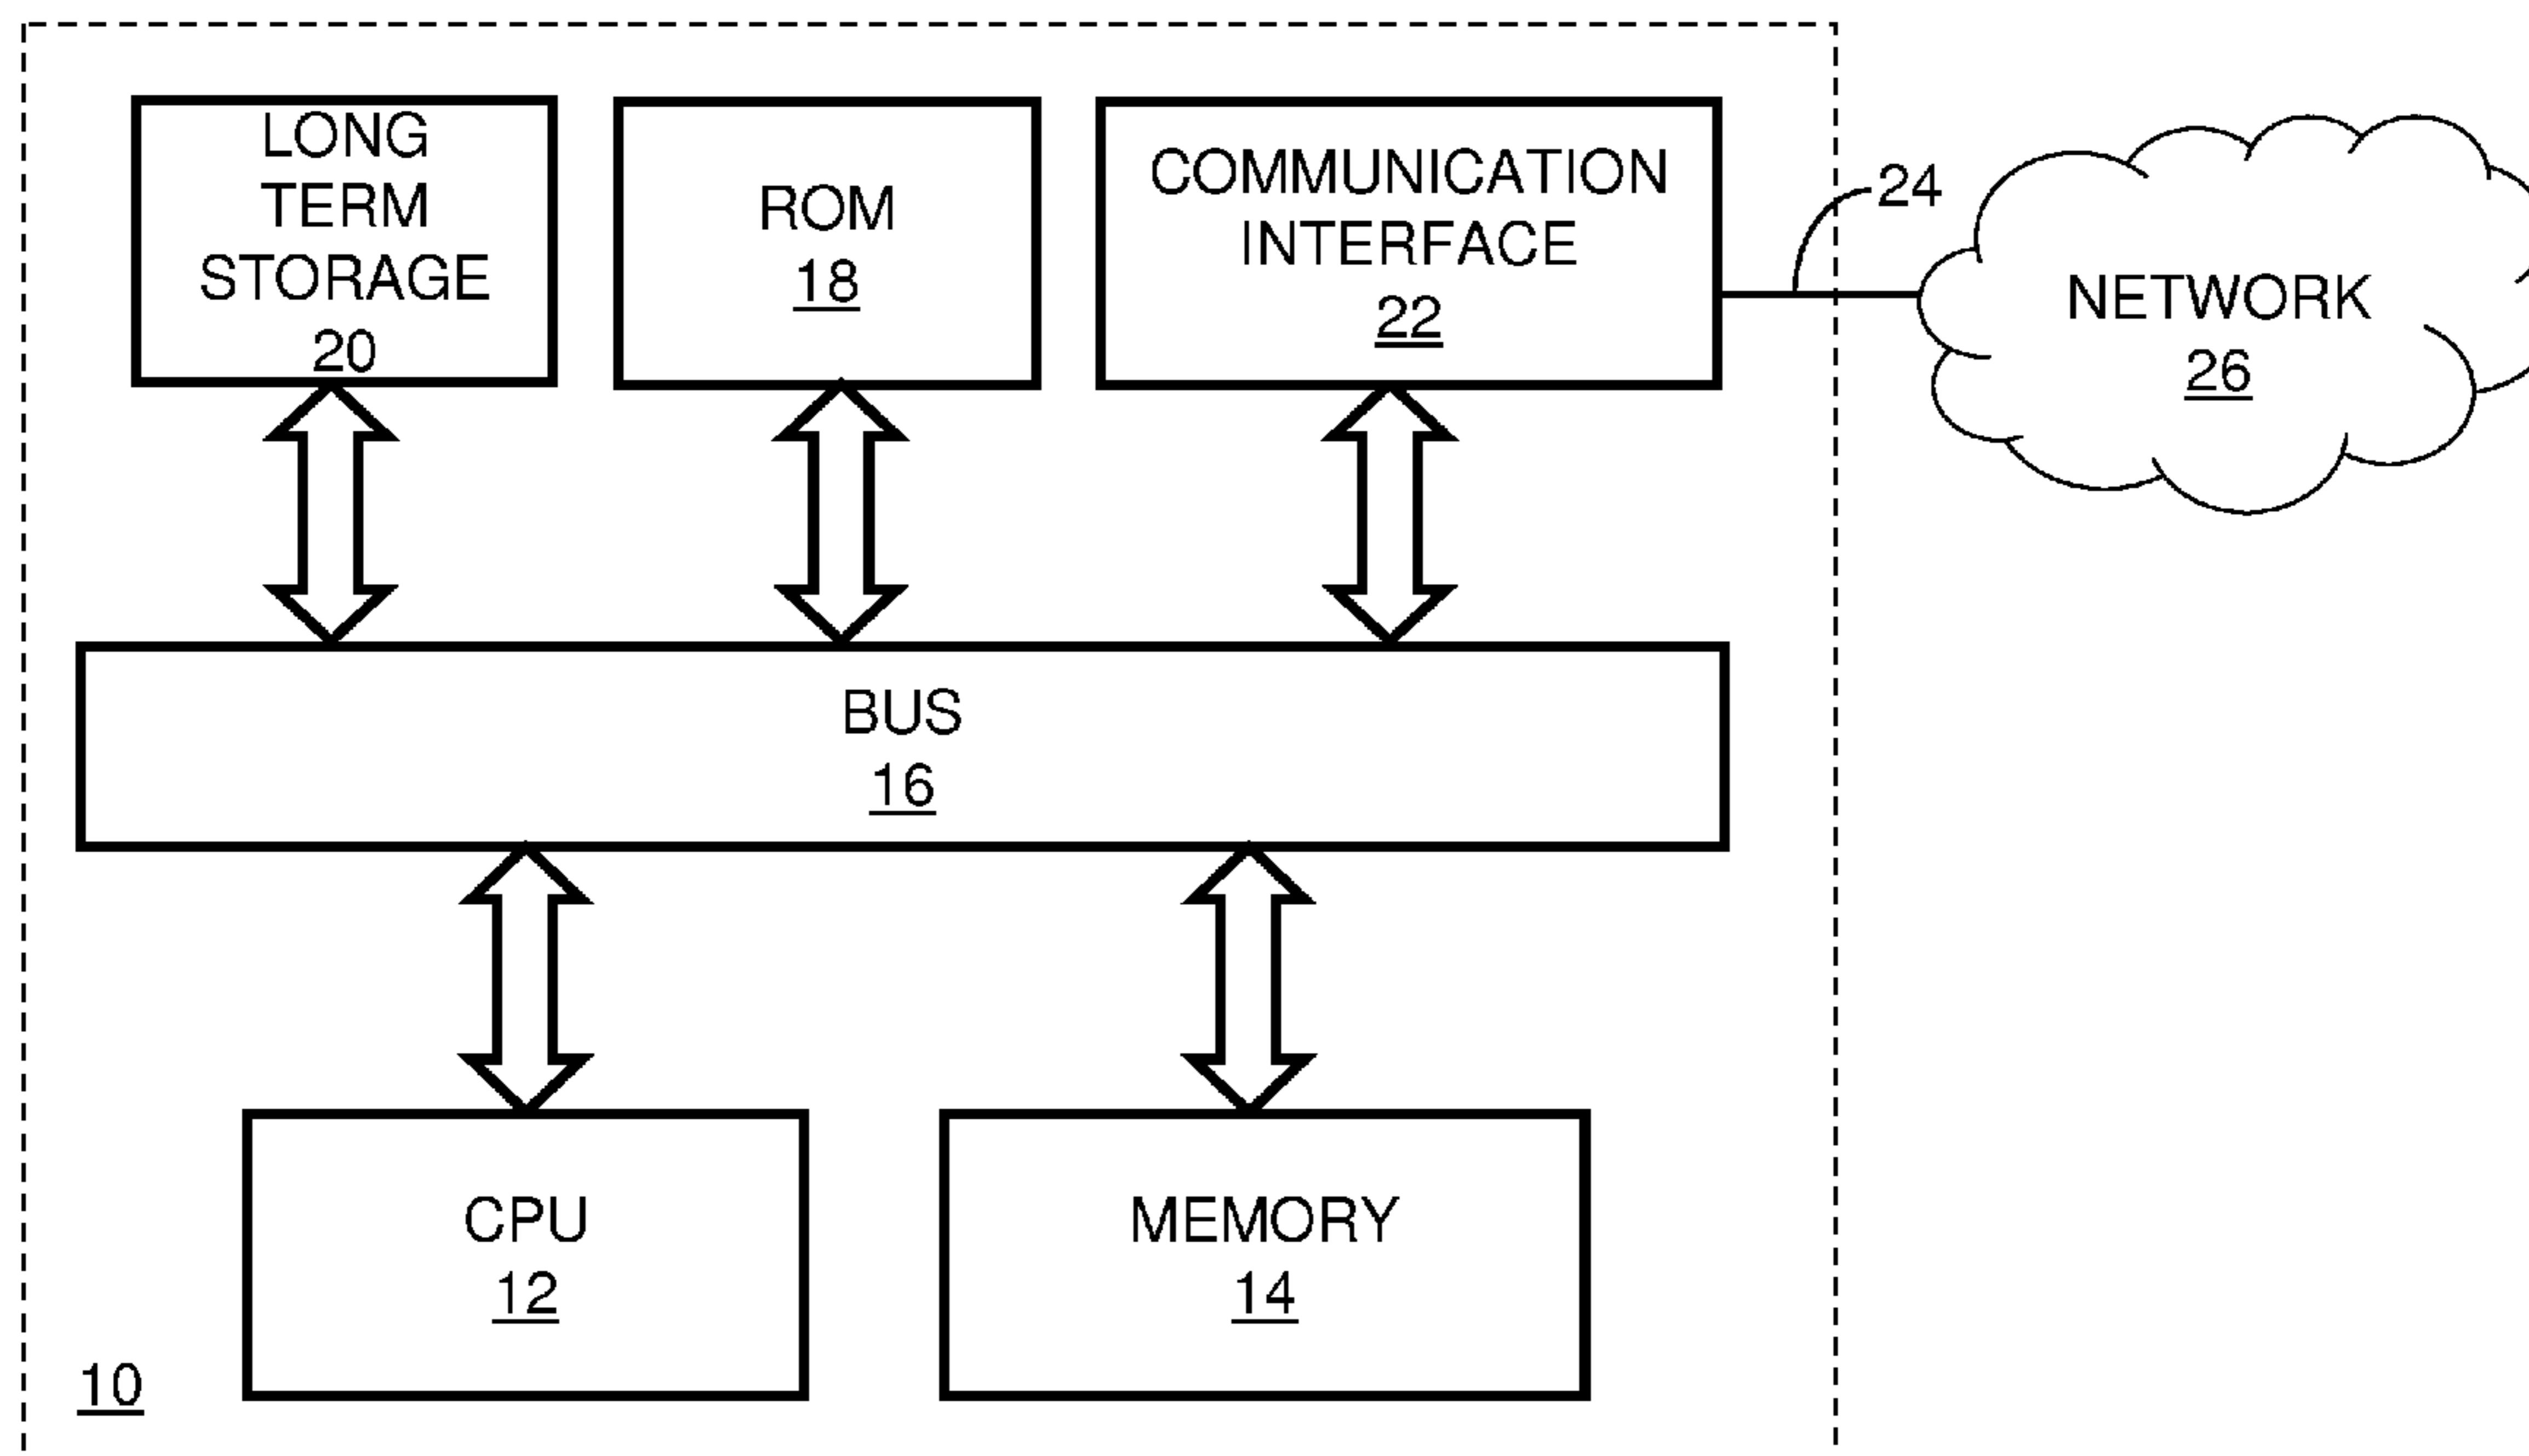 LONG
TERM
STORAGE
20
ROM
18
COMMUNICATION
INTERFACE
22
24
NETWORK
26
BUS
16
CPU
12
MEMORY
14
10